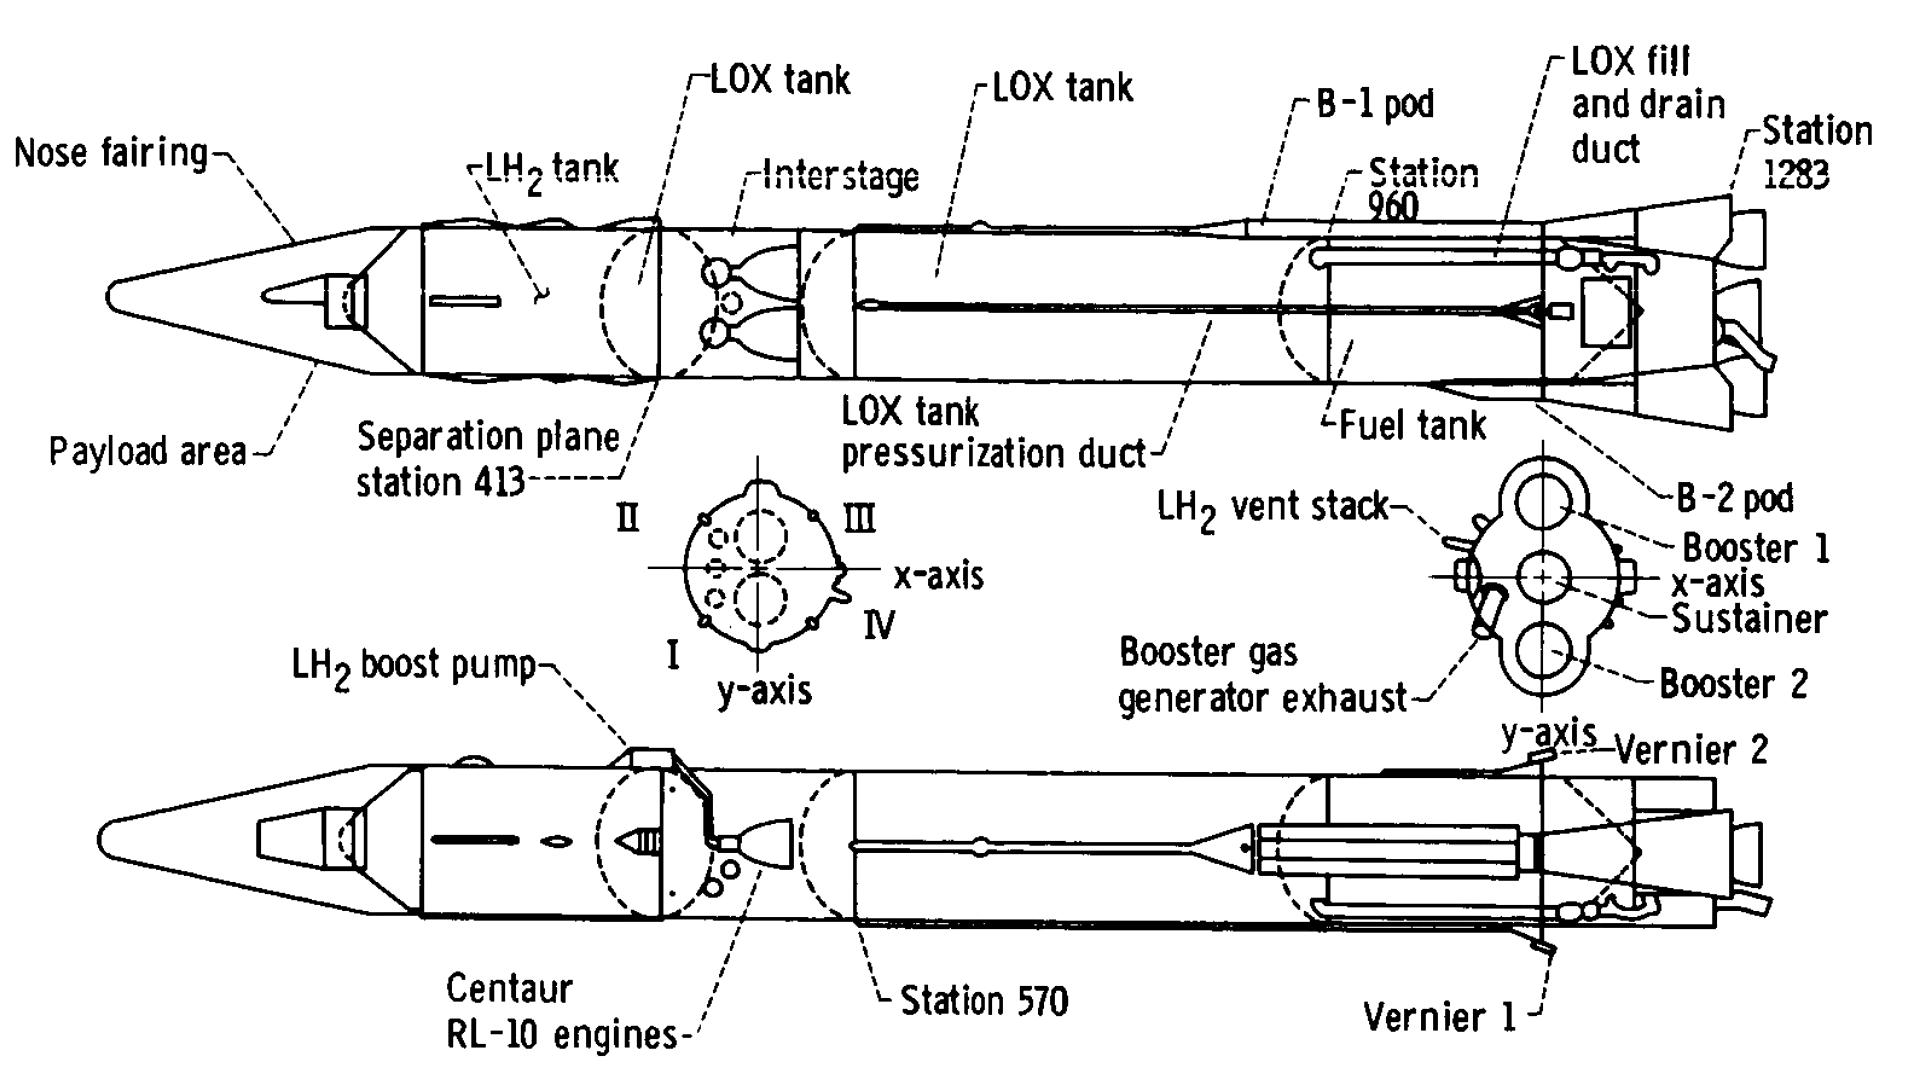 LOX tank
LOX tank
B-1 pod
LOX fill
and drain
duct
Station
1283
Nose fairing
LH2 tank
Interstage
Station
960
Payload area
Separation plane
station 413
LOX tank
pressurization duct
Fuel tank
B-2 pod
II
III
x-axis
IV
I
y-axis
LH2 vent stack
Booster 1
x-axis
Sustainer
Booster gas
generator exhaust
Booster 2
y-axis
LH2 boost pump
Vernier 2
Centaur
RL-10 engines
Station 570
Vernier 1